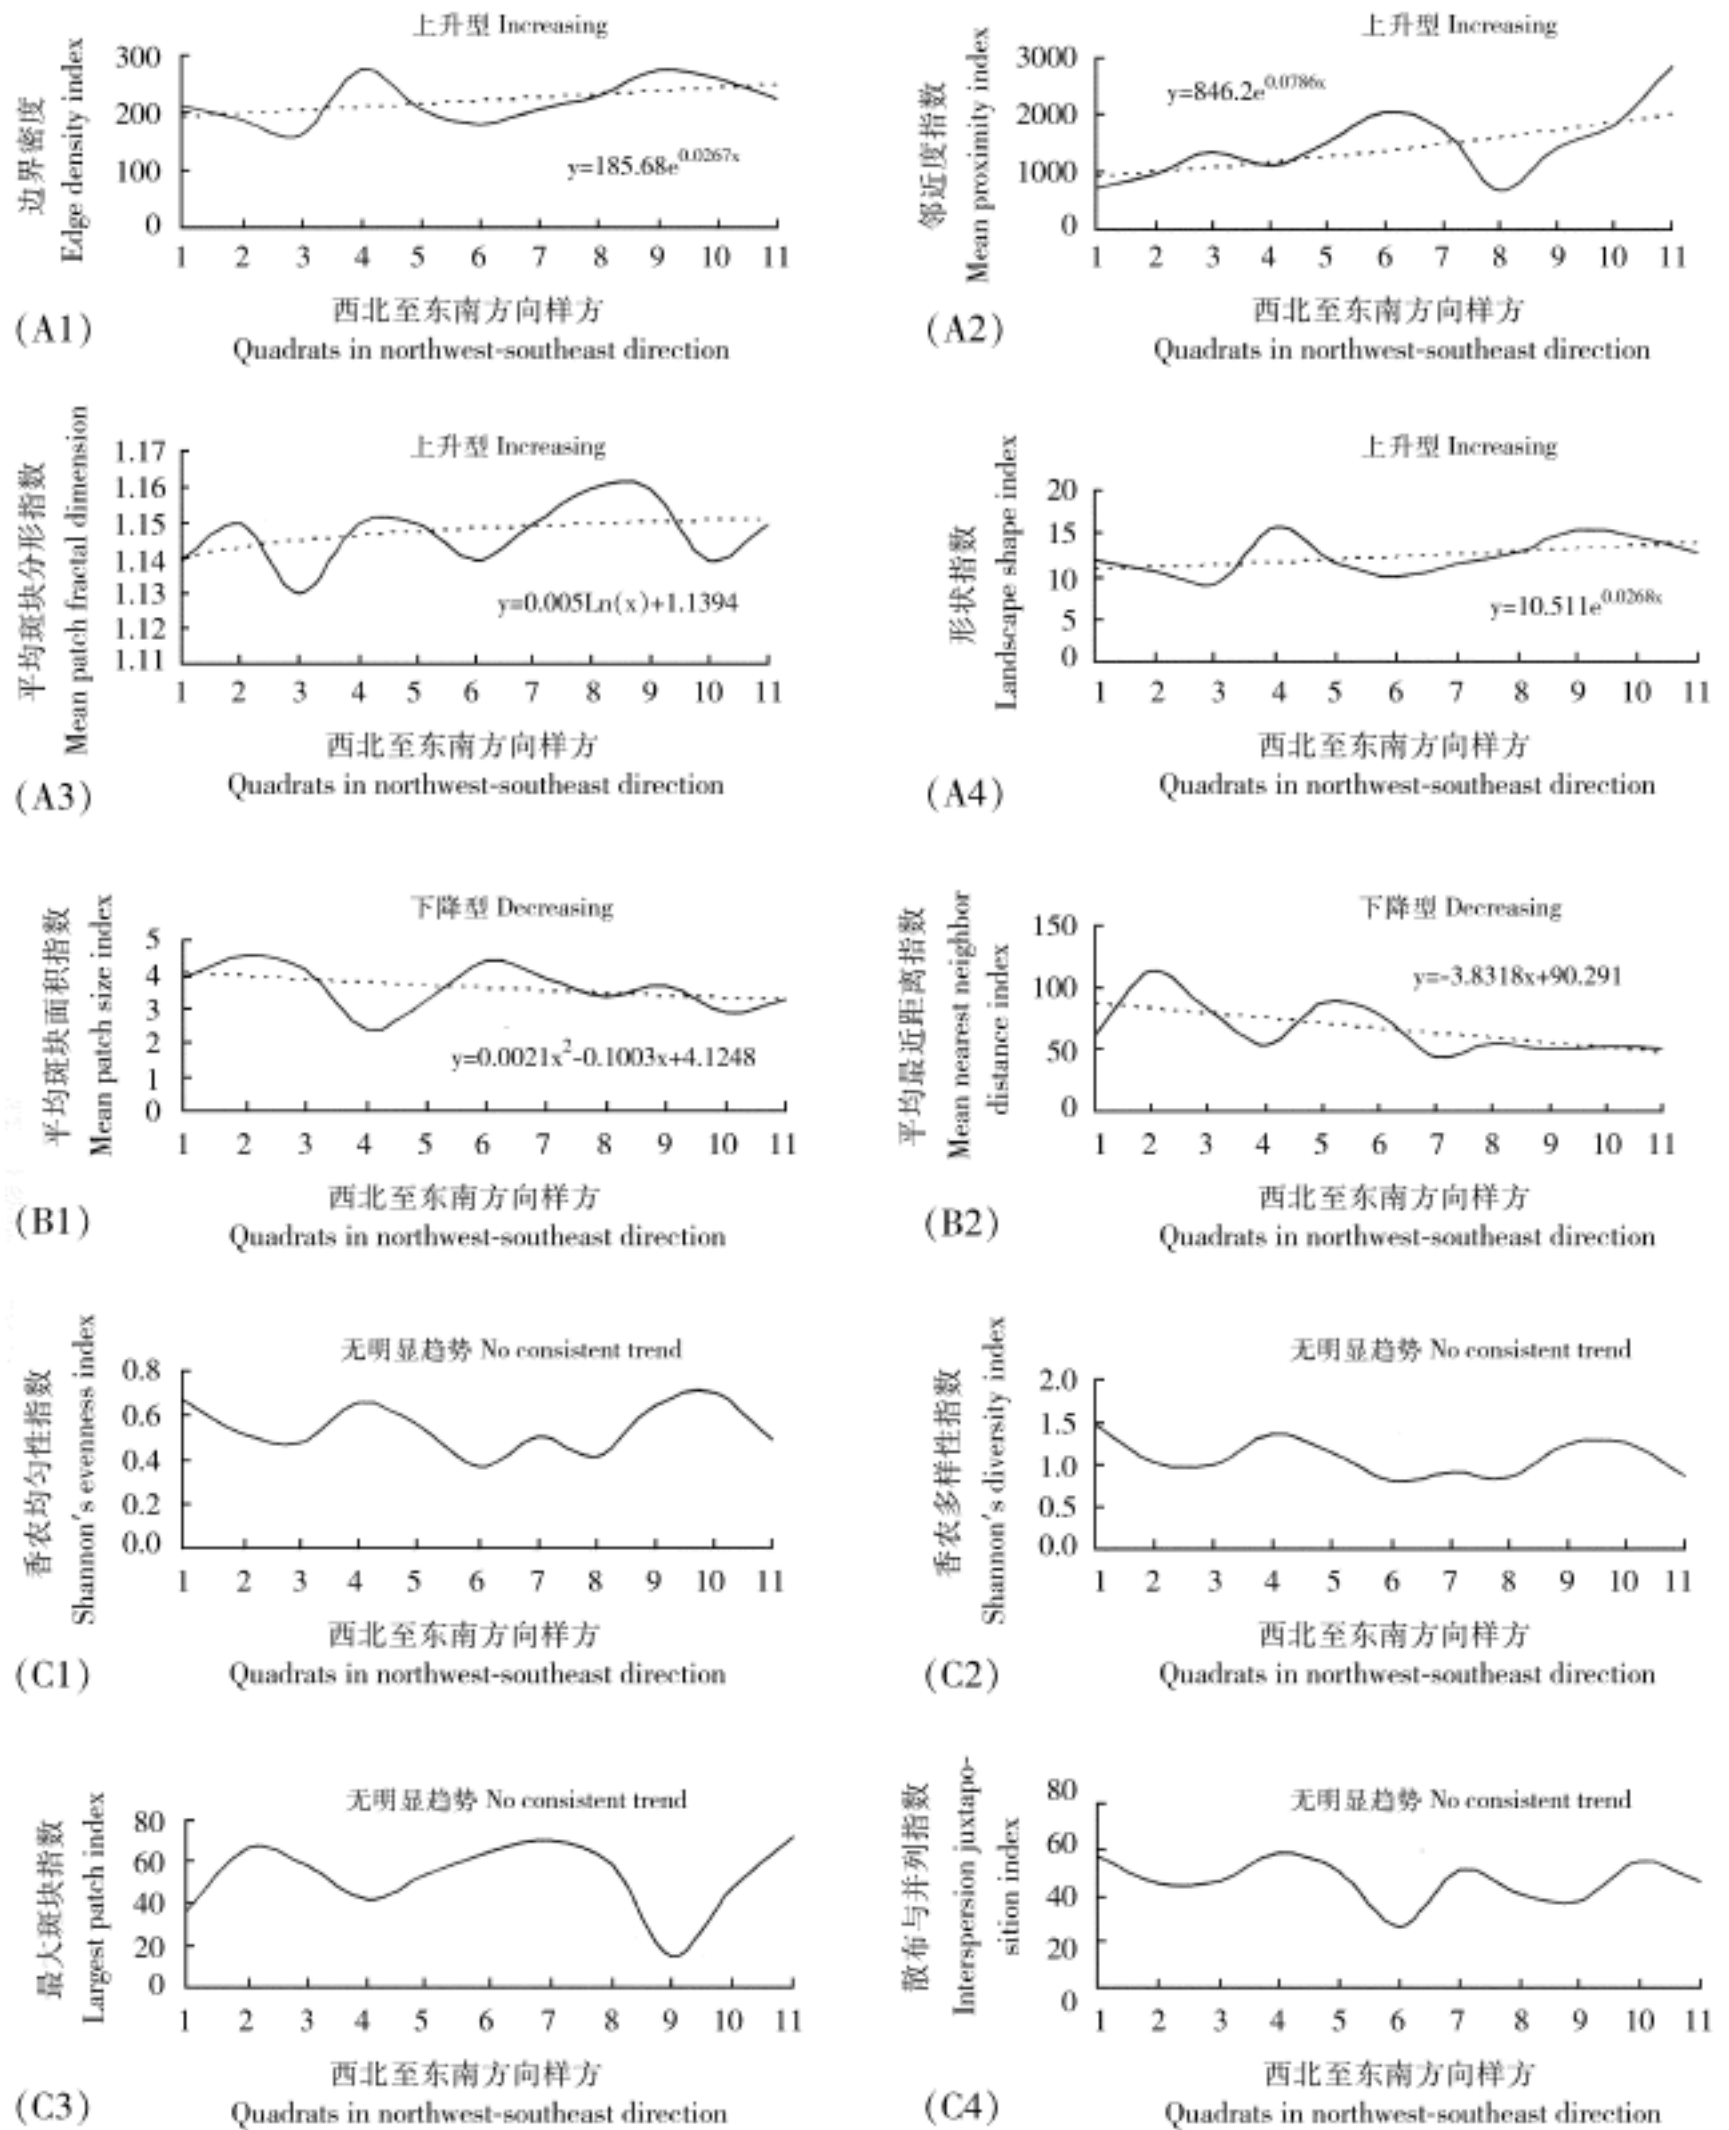 上升型 Increasing
边界密度
Edge density index
300
200
100
0
y=185.68e^0.0267x
1 2 3 4 5 6 7 8 9 10 11
西北至东南方向样方
(A1)
Quadrats in northwest-southeast direction
上升型 Increasing
邻近度指数
Mean proximity index
3000
2000
1000
0
y=846.2e^0.0786x
1 2 3 4 5 6 7 8 9 10 11
西北至东南方向样方
(A2)
Quadrats in northwest-southeast direction
上升型 Increasing
平均斑块分形指数
Mean patch fractal dimension
1.17
1.16
1.15
1.14
1.13
1.12
1.11
y=0.005Ln(x)+1.1394
1 2 3 4 5 6 7 8 9 10 11
西北至东南方向样方
(A3)
Quadrats in northwest-southeast direction
上升型 Increasing
形状指数
Landscape shape index
20
15
10
5
0
y=10.511e^0.0268x
1 2 3 4 5 6 7 8 9 10 11
西北至东南方向样方
(A4)
Quadrats in northwest-southeast direction
下降型 Decreasing
平均斑块面积指数
Mean patch size index
5
4
3
2
1
0
y=0.0021x²-0.1003x+4.1248
1 2 3 4 5 6 7 8 9 10 11
西北至东南方向样方
(B1)
Quadrats in northwest-southeast direction
下降型 Decreasing
平均最近距离指数
Mean nearest neighbor
distance index
150
100
50
0
y=-3.8318x+90.291
1 2 3 4 5 6 7 8 9 10 11
西北至东南方向样方
(B2)
Quadrats in northwest-southeast direction
无明显趋势 No consistent trend
香农均匀性指数
Shannon's evenness index
0.8
0.6
0.4
0.2
0.0
1 2 3 4 5 6 7 8 9 10 11
西北至东南方向样方
(C1)
Quadrats in northwest-southeast direction
无明显趋势 No consistent trend
香农多样性指数
Shannon's diversity index
2.0
1.5
1.0
0.5
0.0
1 2 3 4 5 6 7 8 9 10 11
西北至东南方向样方
(C2)
Quadrats in northwest-southeast direction
无明显趋势 No consistent trend
最大斑块指数
Largest patch index
80
60
40
20
0
1 2 3 4 5 6 7 8 9 10 11
西北至东南方向样方
(C3)
Quadrats in northwest-southeast direction
无明显趋势 No consistent trend
散布与并列指数
Interspersion juxtapo-
sition index
80
60
40
20
0
1 2 3 4 5 6 7 8 9 10 11
西北至东南方向样方
(C4)
Quadrats in northwest-southeast direction